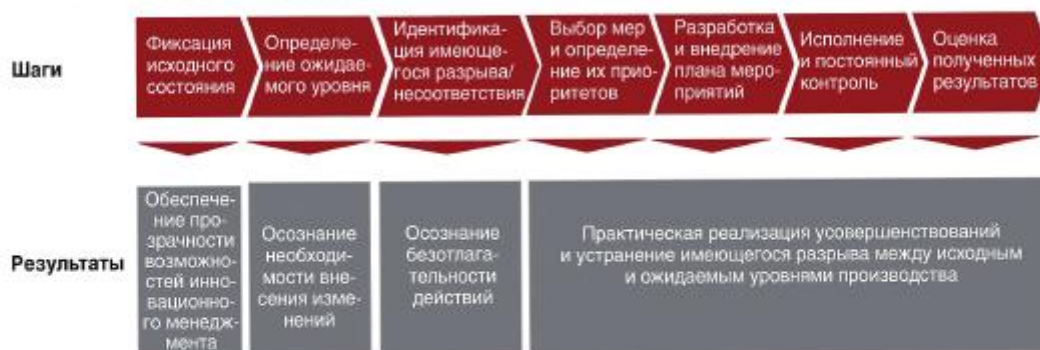 Шаги
Фиксация
исходного
состояния
Определе-
ние ожидае-
мого уровня
Идентифика-
ция имеюще-
гося разрыва/
несоответствия
Выбор мер
и определе-
ние их прио-
ритетов
Разработка
и внедрение
плана меро-
приятий
Исполнение
и постоянный
контроль
Оценка
полученных
результатов
Результаты
Обеспече-
ние про-
зрачности
возможно-
стей инно-
вационно-
го менедж-
мента
Осознание
необходи-
мости вне-
сения изме-
нений
Осознание
безотлага-
тельности
действий
Практическая реализация усовершенствований
и устранение имеющегося разрыва между исходным
и ожидаемым уровнями производства